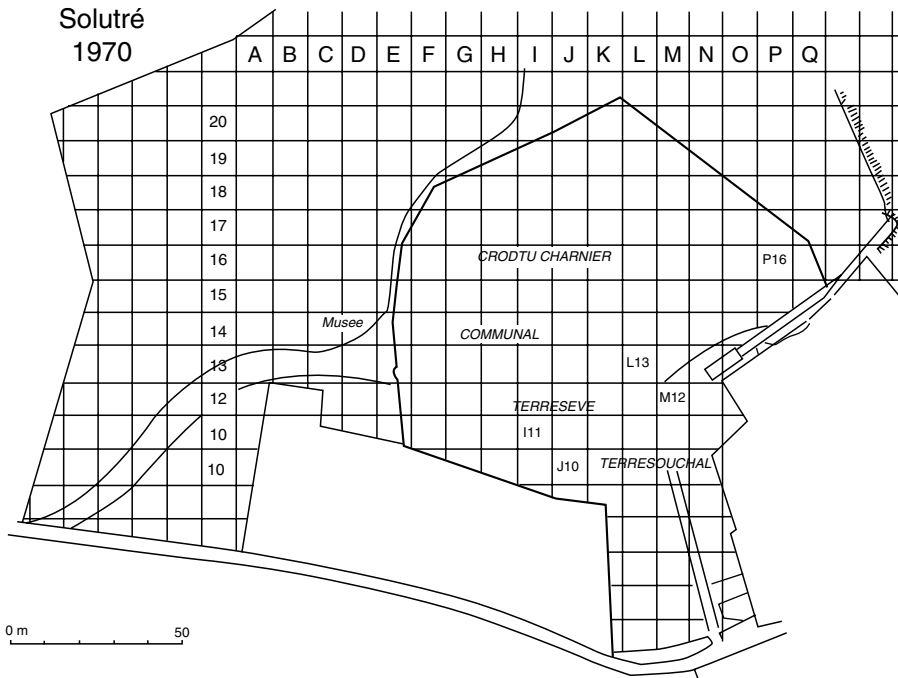 Solutré
1970
A B C D E F G H I J K L M N O P Q
20
19
18
17
16
CRODTU CHARNIER
P16
15
Musee
14
COMMUNAL
13
L13
12
M12
TERRESEVE
10
I11
10
J10
TERRESOUCHAL
0 m 50